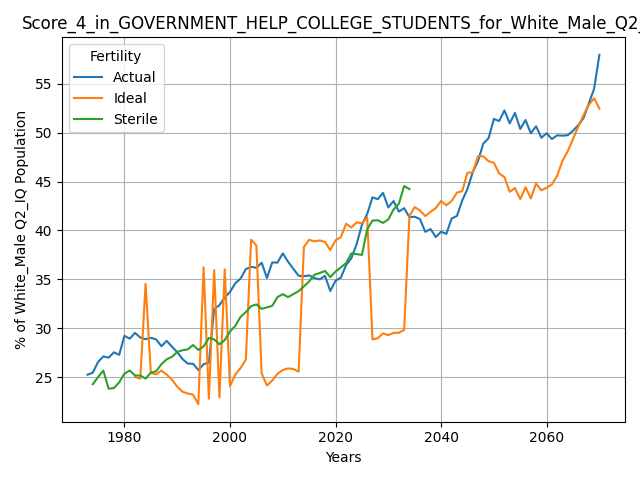 Score_4_in_GOVERNMENT_HELP_COLLEGE_STUDENTS_for_White_Male_Q2_
Fertility
Actual
Ideal
Sterile
% of White_Male Q2_IQ Population
55
50
45
40
35
30
25
1980 2000 2020 2040 2060
Years